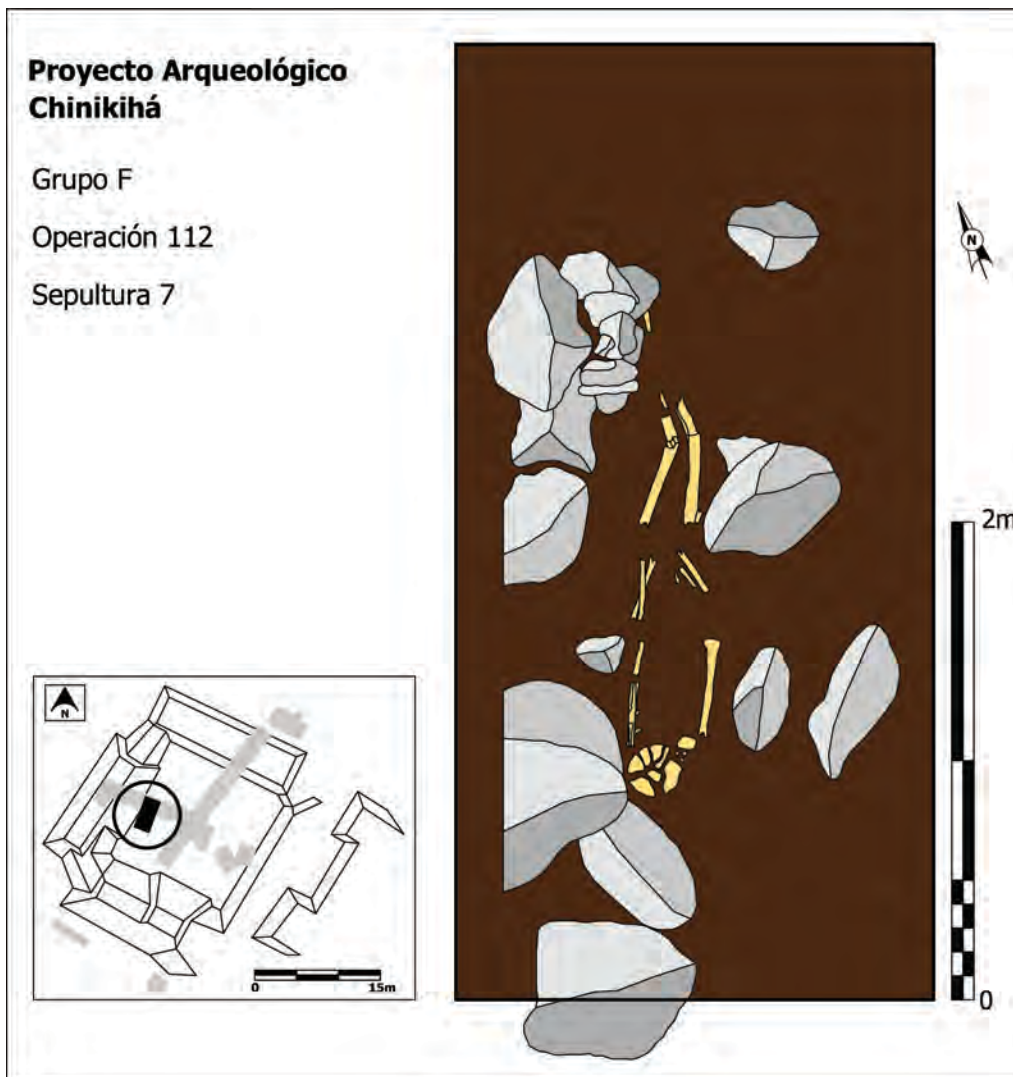 Proyecto Arqueológico
Chinikihá
Grupo F
Operación 112
Sepultura 7
N
2m
0
N
0 15m